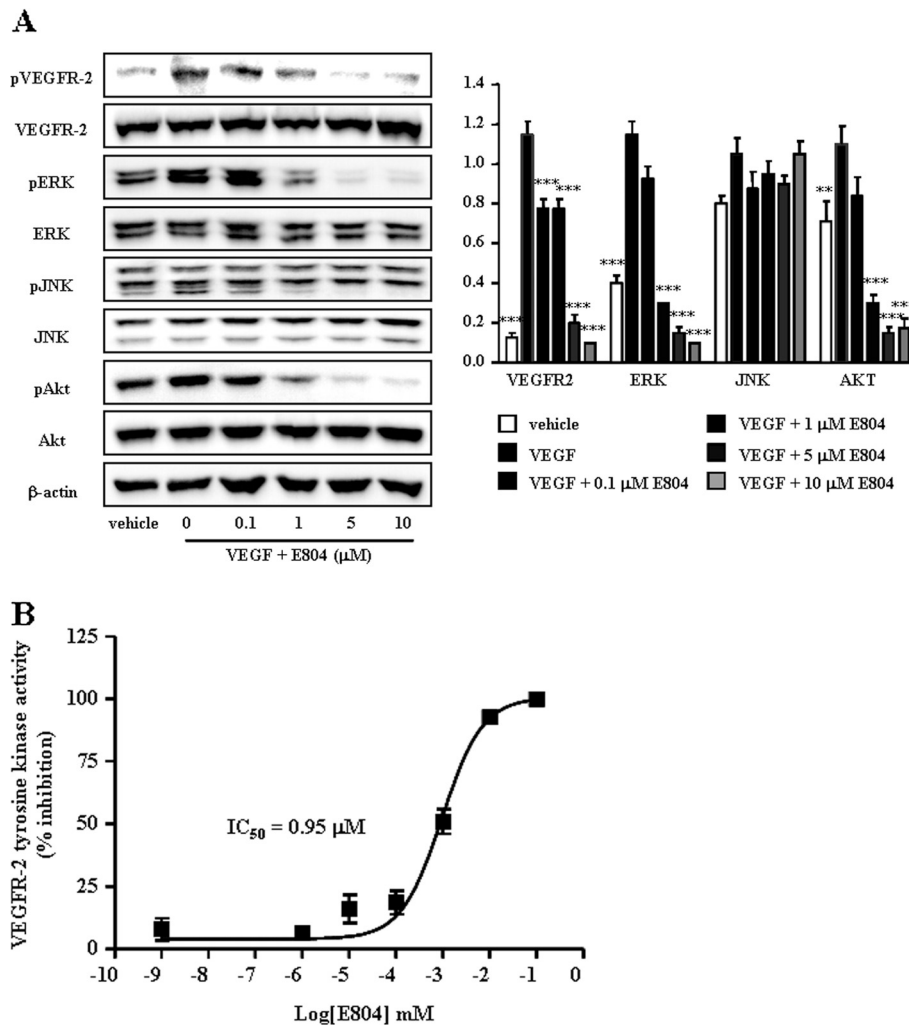 A
pVEGFR-2
VEGFR-2
pERK
ERK
pJNK
JNK
pAkt
Akt
β-actin
vehicle 0 0.1 1 5 10
VEGF + E804 (μM)
1.4
1.2
1.0
0.8
0.6
0.4
0.2
0.0
*** *** *** *** ***
*** *** *** ***
** *** *** **
VEGFR2 ERK JNK AKT
vehicle
VEGF
VEGF + 0.1 μM E804
VEGF + 1 μM E804
VEGF + 5 μM E804
VEGF + 10 μM E804
B
VEGFR-2 tyrosine kinase activity
(% inhibition)
125
100
75
50
25
0
IC50 = 0.95 μM
-10 -9 -8 -7 -6 -5 -4 -3 -2 -1 0
Log[E804] mM